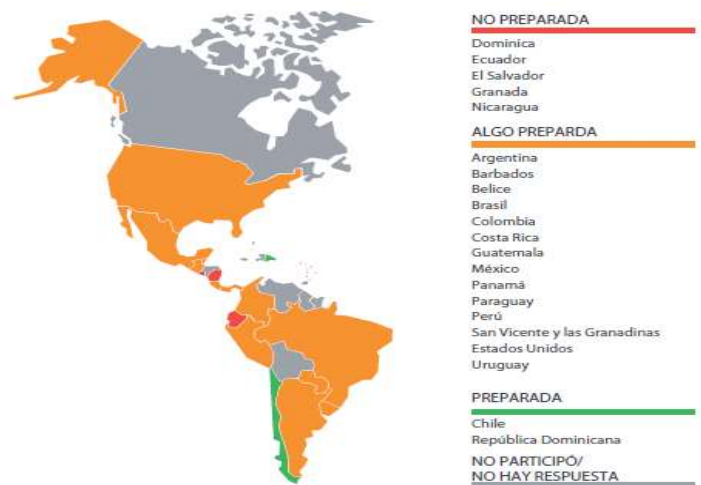 NO PREPARADA
Dominica
Ecuador
El Salvador
Granada
Nicaragua
ALGO PREPARDA
Argentina
Barbados
Belice
Brasil
Colombia
Costa Rica
Guatemala
México
Panamá
Paraguay
Perú
San Vicente y las Granadinas
Estados Unidos
Uruguay
PREPARADA
Chile
República Dominicana
NO PARTICIPÓ/
NO HAY RESPUESTA